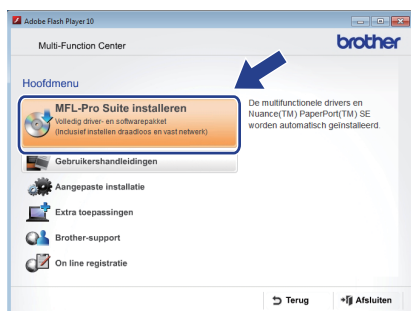 Adobe Flash Player 10
Multi-Function Center
brother
Hoofdmenu
MFL-Pro Suite installeren
Volledig driver- en softwarepakket
(Inclusief instellen draadloos en vast netwerk)
De multifunctionele drivers en
Nuance(TM) PaperPort(TM) SE
worden automatisch geïnstalleerd.
Gebruikershandleidingen
Aangepaste installatie
Extra toepassingen
Brother-support
On line registratie
Terug
Afsluiten